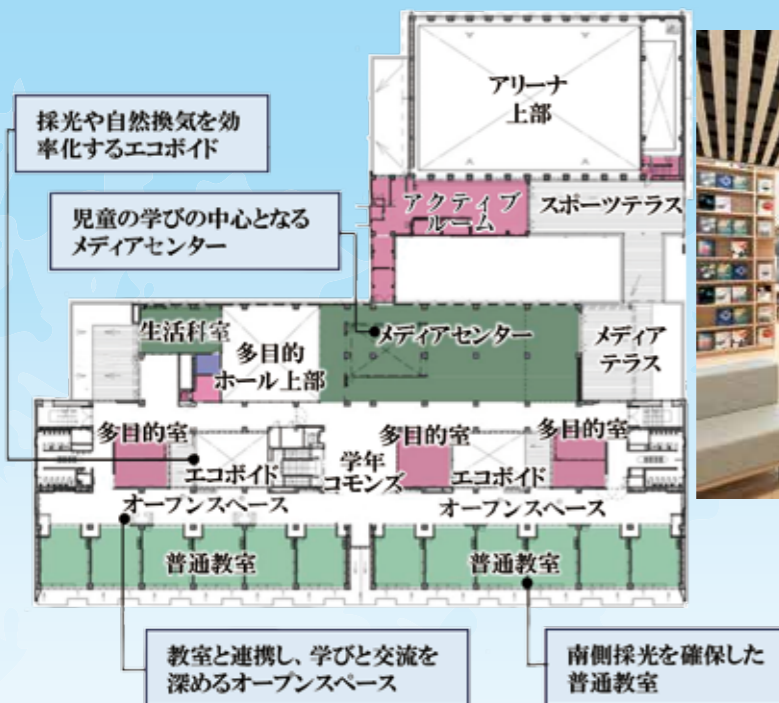 アリーナ
上部
採光や自然換気を効
率化するエコボイド
アクティブ
ルーム
スポーツテラス
児童の学びの中心となる
メディアセンター
生活科室
多目的
ホール上部
メディアセンター
メディア
テラス
多目的室
エコボイド
学年
コモンズ
多目的室
エコボイド
多目的室
オープンスペース
オープンスペース
普通教室
普通教室
教室と連携し、学びと交流を
深めるオープンスペース
南側採光を確保した
普通教室